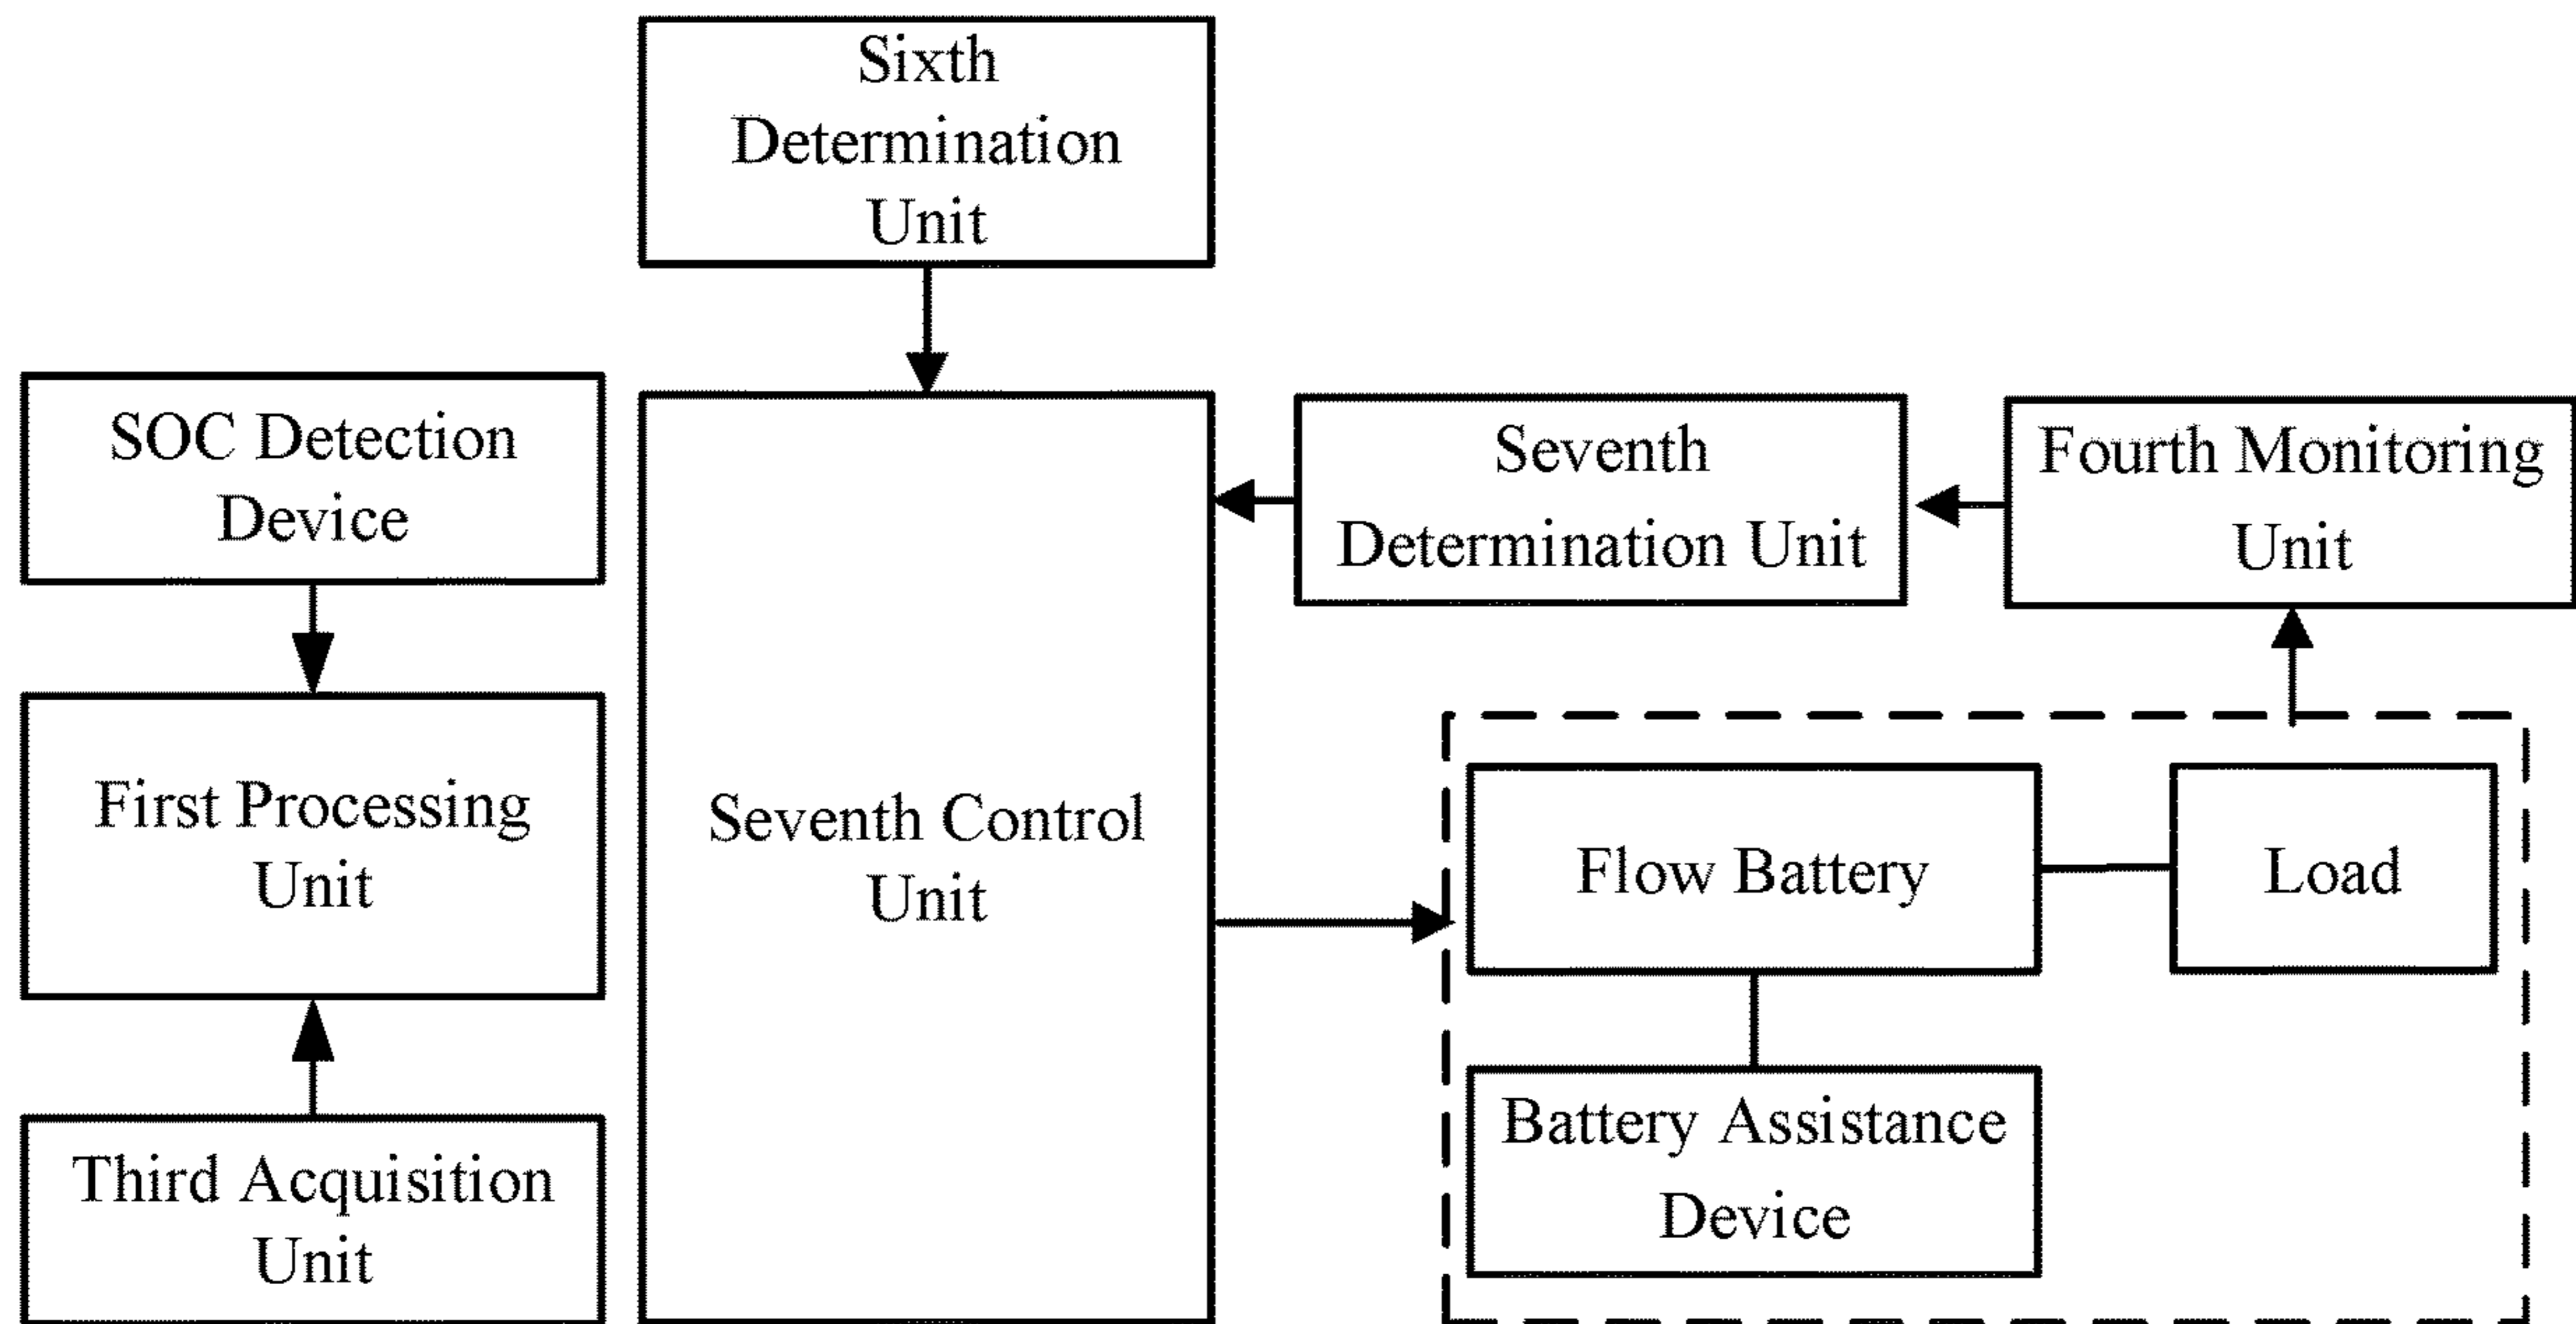 Sixth
Determination
Unit
SOC Detection
Device
Seventh
Determination Unit
Fourth Monitoring
Unit
First Processing
Unit
Seventh Control
Unit
Flow Battery
Load
Battery Assistance
Device
Third Acquisition
Unit